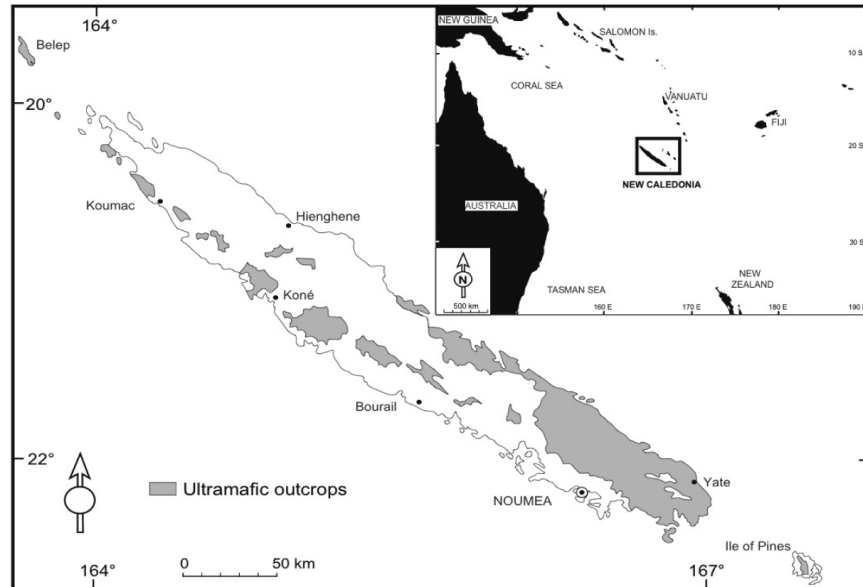 164°
Belep
20°
Koumac
Hienghene
Koné
Bourail
22°
Ultramafic outcrops
NOUMEA
Yate
Ile of Pines
0
50 km
164°
167°
NEW GUINEA
SALOMON Is.
10 S
CORAL SEA
VANUATU
FIJI
20 S
NEW CALEDONIA
AUSTRALIA
30 S
N
500 km
TASMAN SEA
NEW
ZEALAND
160 E
170 E
180 E
190 E